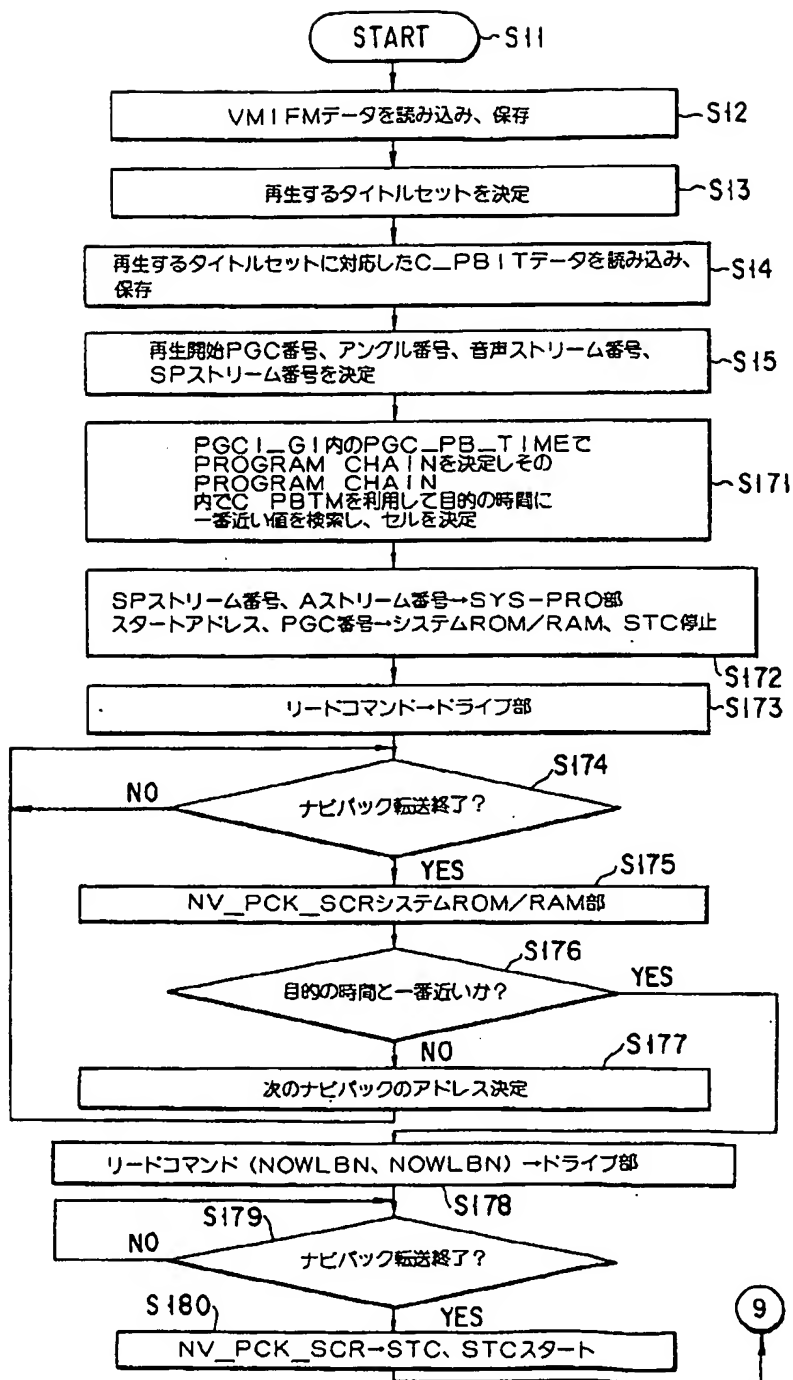 START
S11
VMIFMデータを読み込み、保存
S12
再生するタイトルセットを決定
S13
再生するタイトルセットに対応したC_PBITデータを読み込み、
保存
S14
再生開始PGC番号、アングル番号、音声ストリーム番号、
SPストリーム番号を決定
S15
PGCI_GI内のPGC_PB_TIMEで
PROGRAM CHAINを決定しその
PROGRAM CHAIN
内でC PBTMを利用して目的の時間に
一番近い値を検索し、セルを決定
S171
SPストリーム番号、Aストリーム番号→SYS-PRO部
スタートアドレス、PGC番号→システムROM/RAM、STC停止
S172
リードコマンド→ドライブ部
S173
S174
NO
ナビパック転送終了?
YES
S175
NV_PCK_SCRシステムROM/RAM部
S176
目的の時間と一番近いか?
YES
NO
S177
次のナビパックのアドレス決定
リードコマンド(NOWLBN、NOWLBN)→ドライブ部
S178
S179
NO
ナビパック転送終了?
YES
S180
NV_PCK_SCR→STC、STCスタート
9